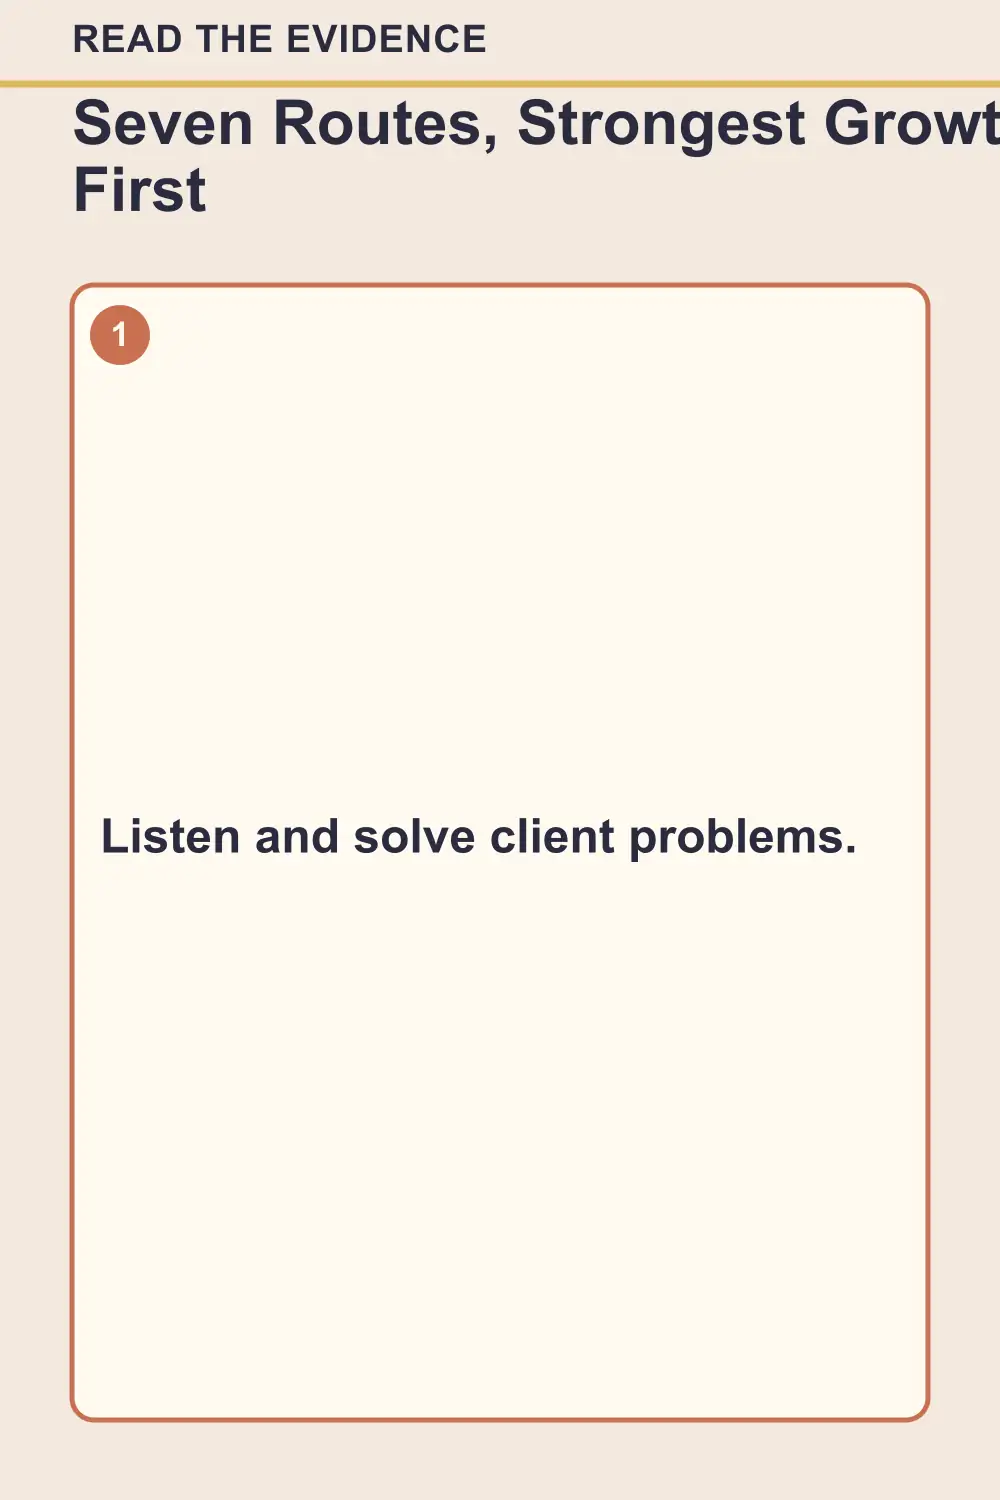 READ THE EVIDENCE
Seven Routes, Strongest Growt
First
1
Listen and solve client problems.